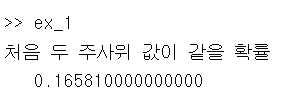 >> ex_1
처음 두 주사위 값이 같을 확률
0.165810000000000